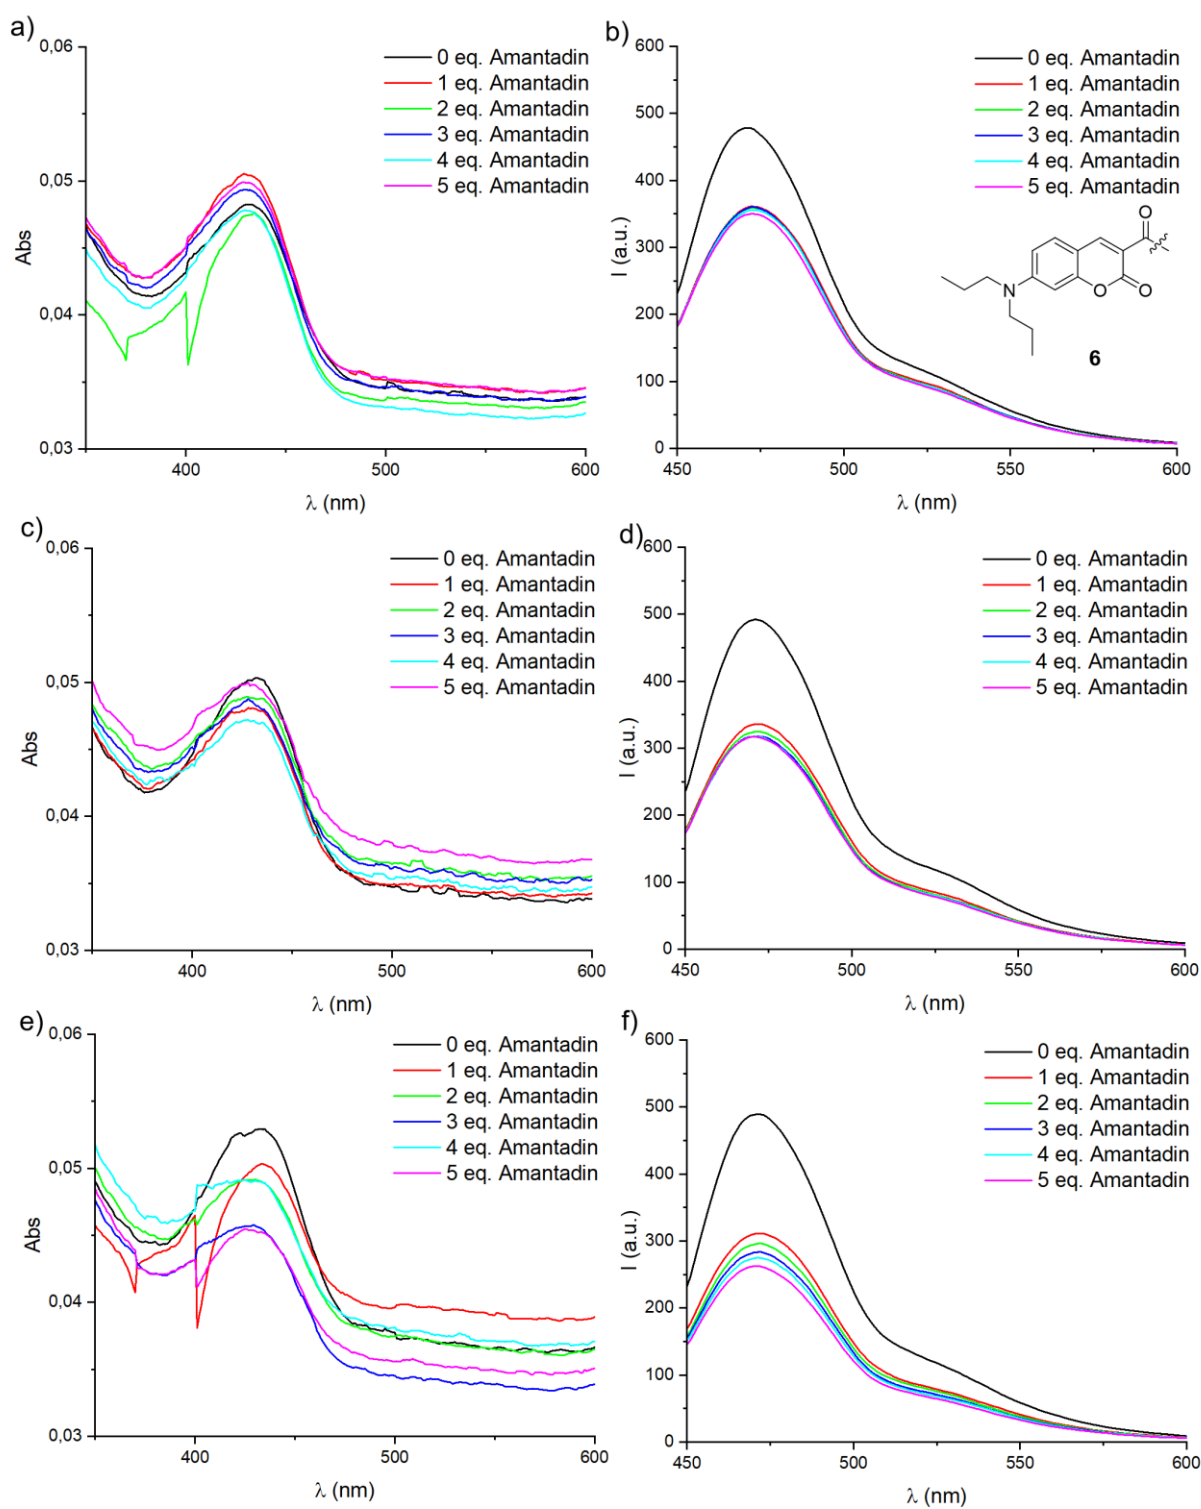 a)
0,06
0,05
0,04
0,03
Abs
400
500
600
λ (nm)
0 eq. Amantadin
1 eq. Amantadin
2 eq. Amantadin
3 eq. Amantadin
4 eq. Amantadin
5 eq. Amantadin
b)
600
500
400
300
200
100
0
I (a.u.)
450
500
550
600
λ (nm)
0 eq. Amantadin
1 eq. Amantadin
2 eq. Amantadin
3 eq. Amantadin
4 eq. Amantadin
5 eq. Amantadin
O
N
O
O
6
c)
0,06
0,05
0,04
0,03
Abs
400
500
600
λ (nm)
0 eq. Amantadin
1 eq. Amantadin
2 eq. Amantadin
3 eq. Amantadin
4 eq. Amantadin
5 eq. Amantadin
d)
600
500
400
300
200
100
0
I (a.u.)
450
500
550
600
λ (nm)
0 eq. Amantadin
1 eq. Amantadin
2 eq. Amantadin
3 eq. Amantadin
4 eq. Amantadin
5 eq. Amantadin
e)
0,06
0,05
0,04
0,03
Abs
400
500
600
λ (nm)
0 eq. Amantadin
1 eq. Amantadin
2 eq. Amantadin
3 eq. Amantadin
4 eq. Amantadin
5 eq. Amantadin
f)
600
500
400
300
200
100
0
I (a.u.)
450
500
550
600
λ (nm)
0 eq. Amantadin
1 eq. Amantadin
2 eq. Amantadin
3 eq. Amantadin
4 eq. Amantadin
5 eq. Amantadin